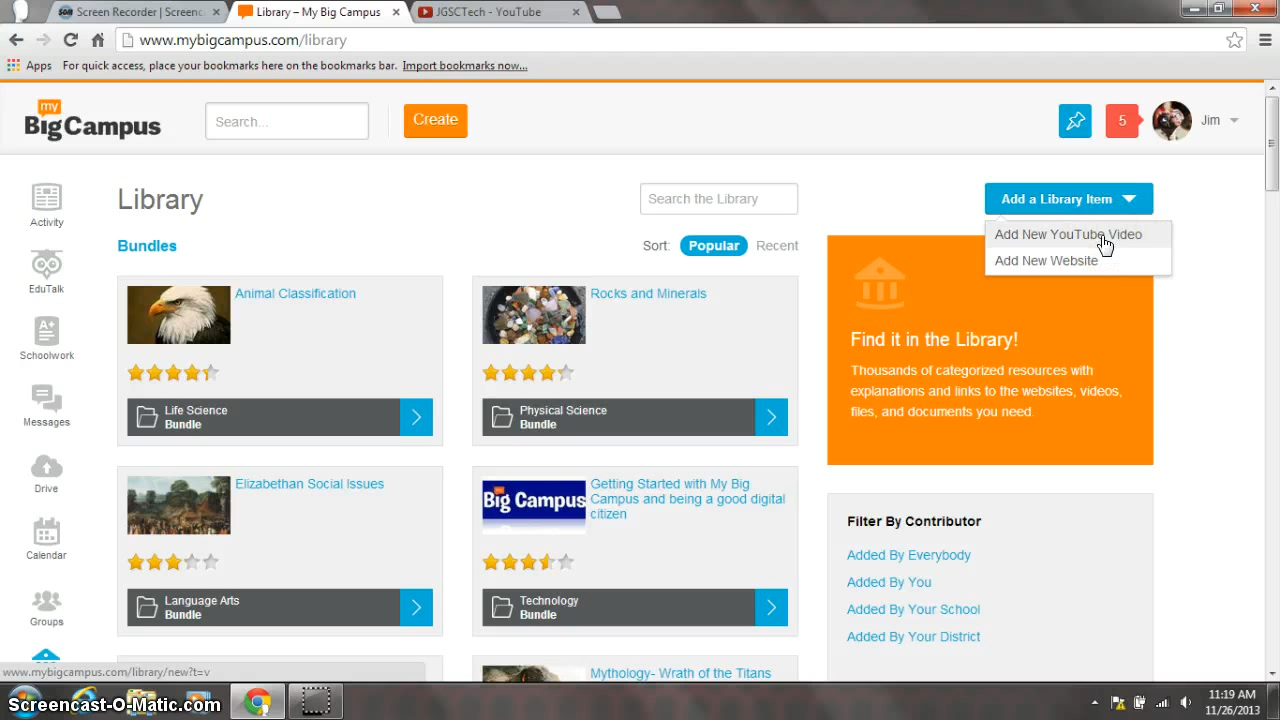 Screen Recorder | Screenc
Library – My Big Campus
JGSCTech - YouTube
www.mybigcampus.com/library
Apps
For quick access, place your bookmarks here on the bookmarks bar.
Import bookmarks now...
my
BigCampus
Search...
Create
5
Jim
Activity
EduTalk
Schoolwork
Messages
Drive
Calendar
Groups
Library
Search the Library
Add a Library Item
Add New YouTube Video
Add New Website
Bundles
Sort:
Popular
Recent
Animal Classification
Life Science
Bundle
Rocks and Minerals
Physical Science
Bundle
Elizabethan Social Issues
Language Arts
Bundle
Big Campus
Getting Started with My Big
Campus and being a good digital
citizen
Technology
Bundle
Mythology- Wrath of the Titans
Find it in the Library!
Thousands of categorized resources with
explanations and links to the websites, videos,
files, and documents you need.
Filter By Contributor
Added By Everybody
Added By You
Added By Your School
Added By Your District
www.mybigcampus.com/library/new?t=v
Screencast-O-Matic.com
11:19 AM
11/26/2013